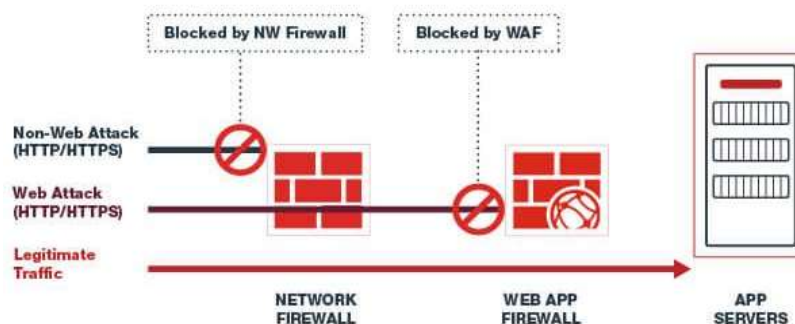 Blocked by NW Firewall
Blocked by WAF
Non-Web Attack
(HTTP/HTTPS)
Web Attack
(HTTP/HTTPS)
Legitimate
Traffic
NETWORK
FIREWALL
WEB APP
FIREWALL
APP
SERVERS